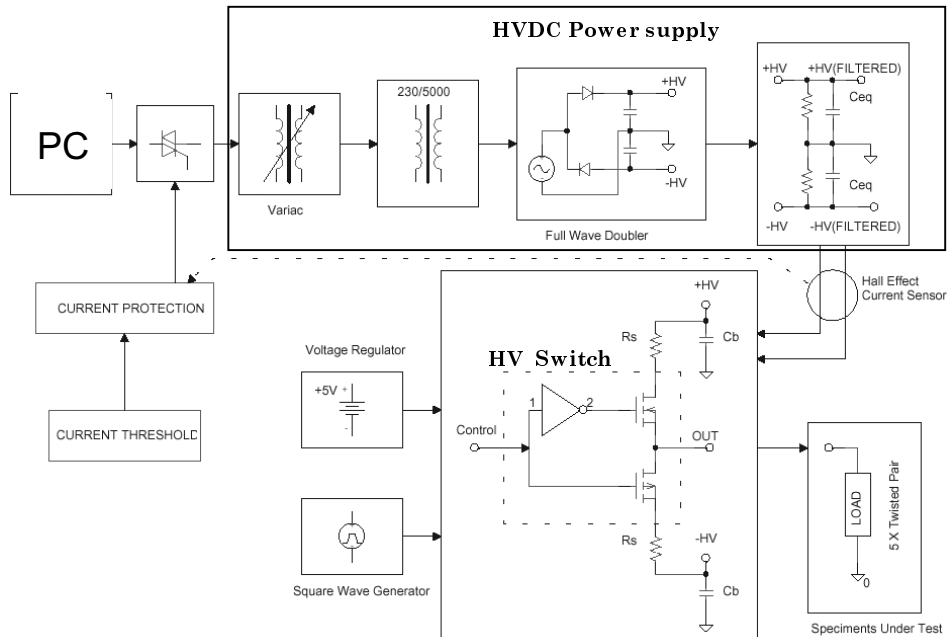 HVDC Power supply
PC
230/5000
Variac
+HV
-HV
Full Wave Doubler
+HV
+HV(FILTERED)
Ceq
Ceq
-HV
-HV(FILTERED)
CURRENT PROTECTION
CURRENT THRESHOLD
Hall Effect
Current Sensor
Voltage Regulator
+5V
+
-
Square Wave Generator
HV Switch
+HV
Rs
Cb
1
2
Control
OUT
Rs
-HV
Cb
LOAD
5 X Twisted Pair
0
Speciments Under Test